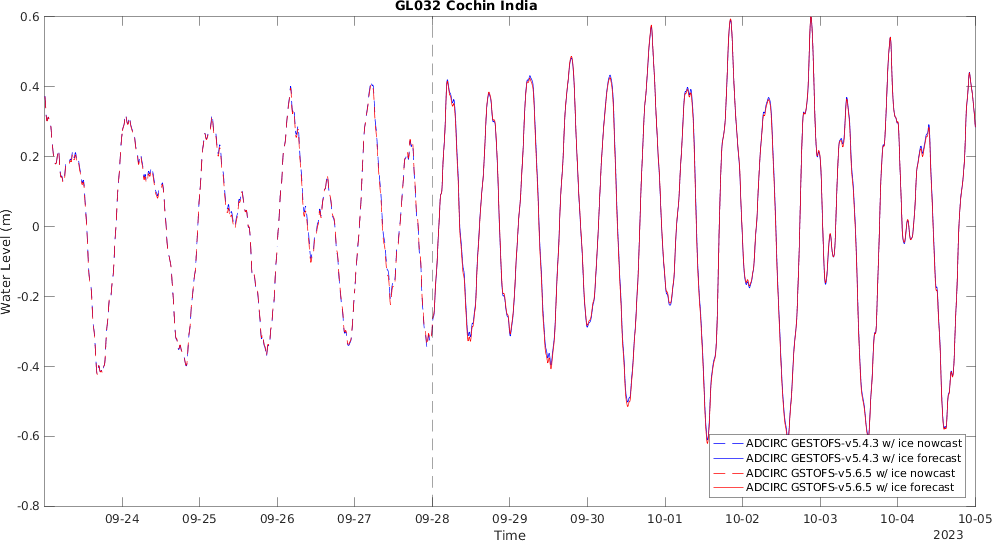 GL032 Cochin India
0.6
0.4
0.2
0
-0.2
-0.4
-0.6
-0.8
Water Level (m)
ADCIRC GESTOFS-v5.4.3 w/ ice nowcast
ADCIRC GESTOFS-v5.4.3 w/ ice forecast
ADCIRC GSTOFS-v5.6.5 w/ ice nowcast
ADCIRC GSTOFS-v5.6.5 w/ ice forecast
09-24 09-25 09-26 09-27 09-28 09-29 09-30 10-01 10-02 10-03 10-04 10-05
Time
2023